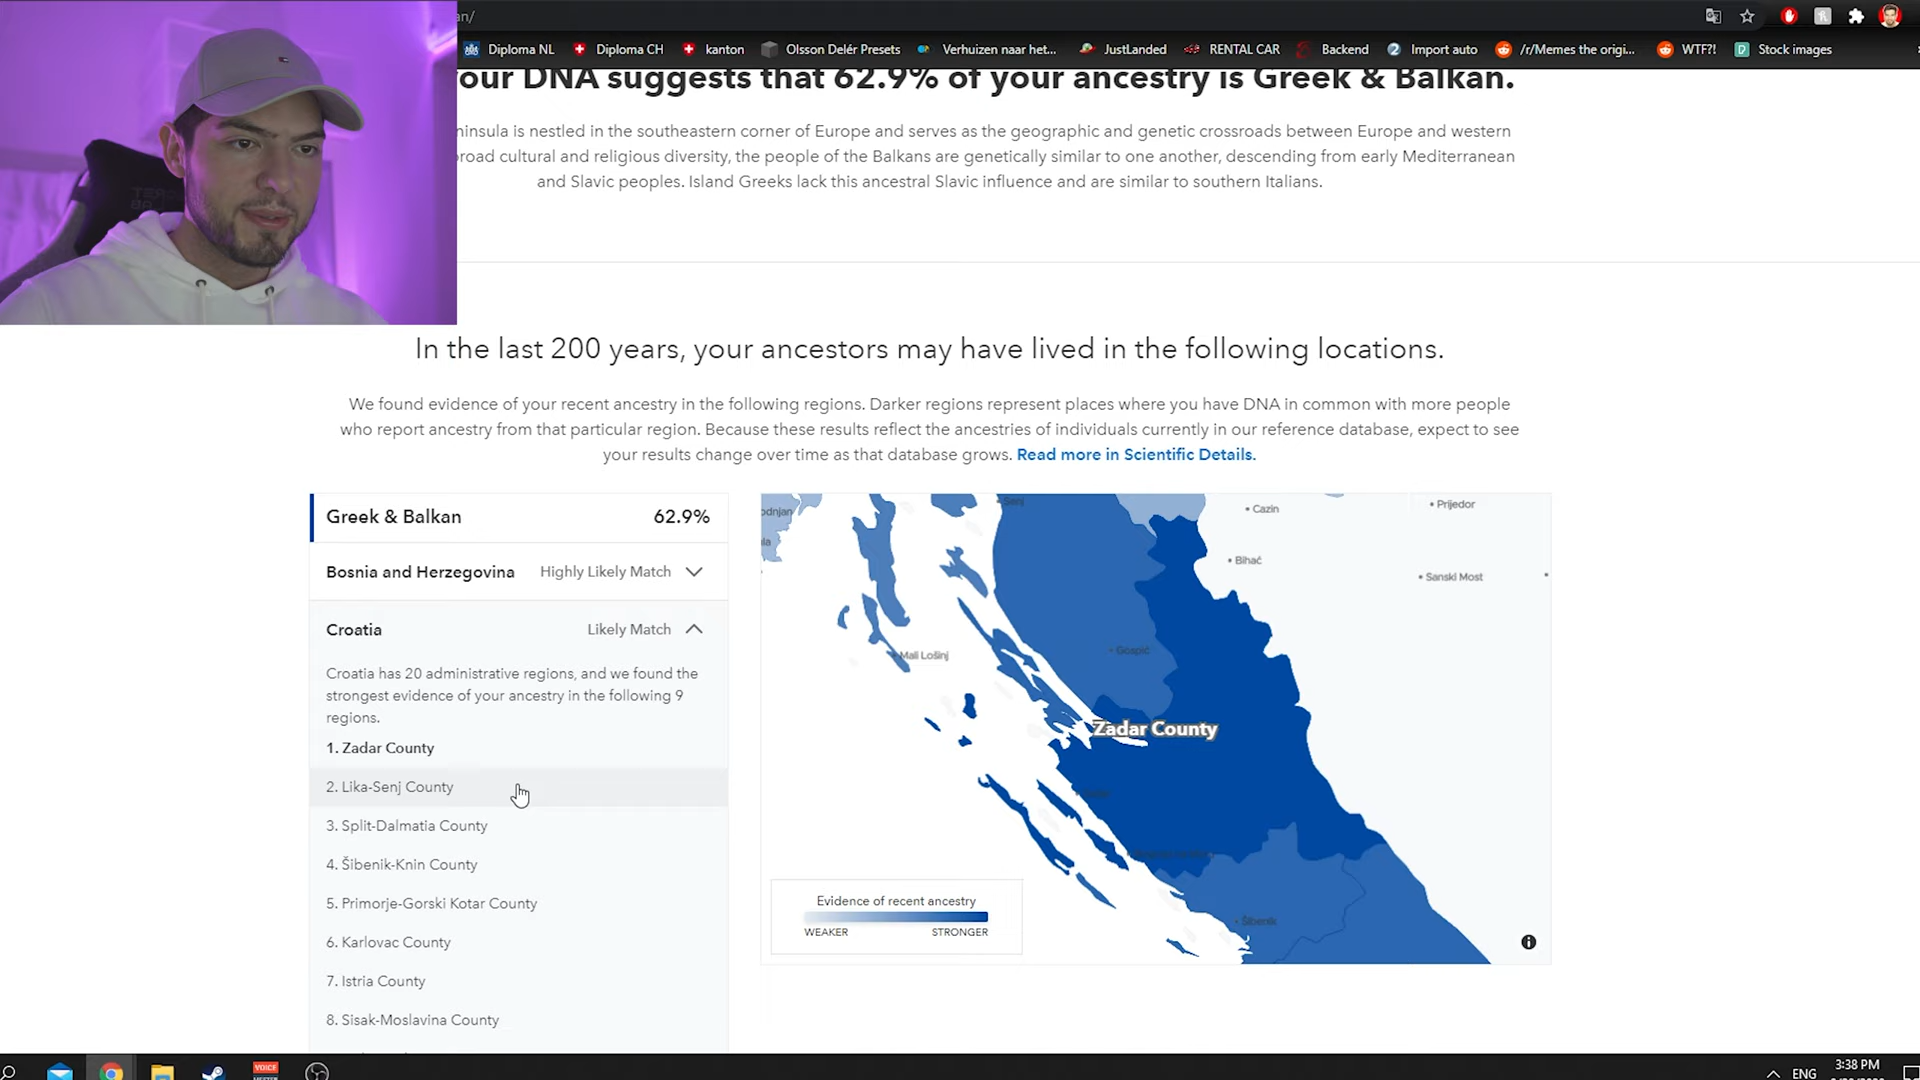 an/
Diploma NL
Diploma CH
kanton
Olsson Delér Presets
Verhuizen naar het...
JustLanded
RENTAL CAR
Backend
Import auto
/r/Memes the origi...
WTF?!
Stock images
our DNA suggests that 62.9% of your ancestry is Greek & Balkan.
ninsula is nestled in the southeastern corner of Europe and serves as the geographic and genetic crossroads between Europe and western
road cultural and religious diversity, the people of the Balkans are genetically similar to one another, descending from early Mediterranean
and Slavic peoples. Island Greeks lack this ancestral Slavic influence and are similar to southern Italians.
In the last 200 years, your ancestors may have lived in the following locations.
We found evidence of your recent ancestry in the following regions. Darker regions represent places where you have DNA in common with more people
who report ancestry from that particular region. Because these results reflect the ancestries of individuals currently in our reference database, expect to see
your results change over time as that database grows. Read more in Scientific Details.
Greek & Balkan 62.9%
Bosnia and Herzegovina Highly Likely Match
Croatia Likely Match
Croatia has 20 administrative regions, and we found the
strongest evidence of your ancestry in the following 9
regions.
1. Zadar County
2. Lika-Senj County
3. Split-Dalmatia County
4. Šibenik-Knin County
5. Primorje-Gorski Kotar County
6. Karlovac County
7. Istria County
8. Sisak-Moslavina County
odnjan
la
Senj
Cazin
Prijedor
Bihać
Sanski Most
Gospić
Mali Lošinj
Zadar County
Šibenik
Evidence of recent ancestry
WEAKER STRONGER
VOICE
ENG
3:38 PM